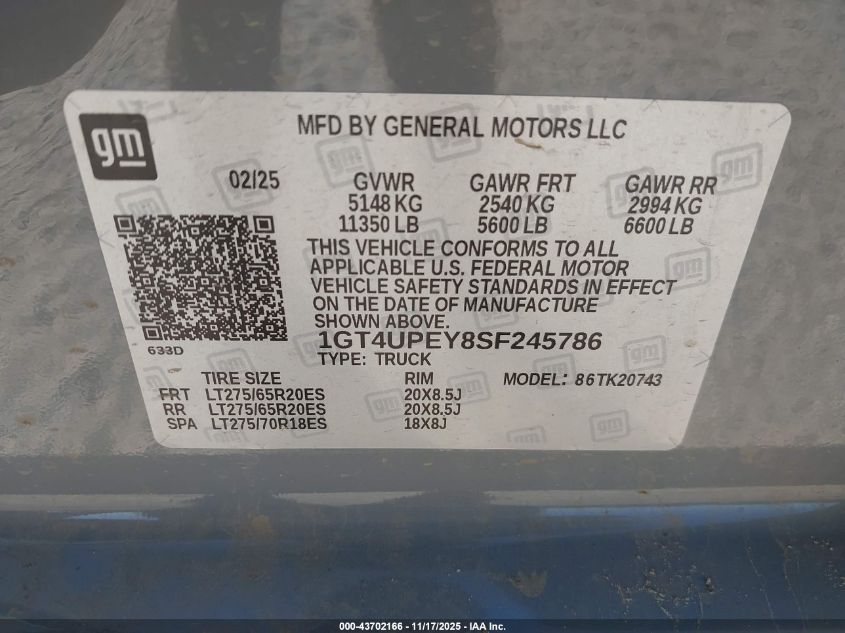 gm
MFD BY GENERAL MOTORS LLC
02/25 GVWR GAWR FRT GAWR RR
5148 KG 2540 KG 2994 KG
11350 LB 5600 LB 6600 LB
THIS VEHICLE CONFORMS TO ALL
APPLICABLE U.S. FEDERAL MOTOR
VEHICLE SAFETY STANDARDS IN EFFECT
ON THE DATE OF MANUFACTURE
SHOWN ABOVE.
633D
1GT4UPEY8SF245786
TYPE: TRUCK
TIRE SIZE RIM MODEL: 86TK20743
FRT LT275/65R20ES 20X8.5J
RR LT275/65R20ES 20X8.5J
SPA LT275/70R18ES 18X8J
000-43702166 - 11/17/2025 - IAA Inc.